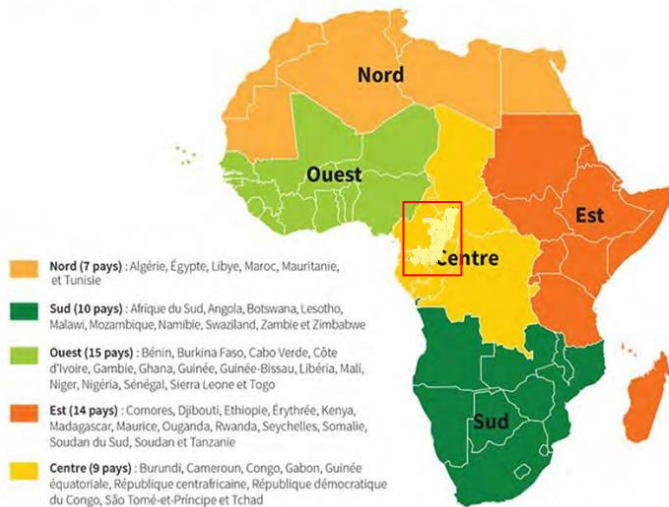 Nord
Ouest
Est
Centre
Sud
Nord (7 pays) : Algérie, Égypte, Libye, Maroc, Mauritanie,
et Tunisie
Sud (10 pays) : Afrique du Sud, Angola, Botswana, Lesotho,
Malawi, Mozambique, Namibie, Swaziland, Zambie et Zimbabwe
Ouest (15 pays) : Bénin, Burkina Faso, Cabo Verde, Côte
d'Ivoire, Gambie, Ghana, Guinée, Guinée-Bissau, Libéria, Mali,
Niger, Nigéria, Sénégal, Sierra Leone et Togo
Est (14 pays) : Comores, Djibouti, Ethiopie, Érythrée, Kenya,
Madagascar, Maurice, Ouganda, Rwanda, Seychelles, Somalie,
Soudan du Sud, Soudan et Tanzanie
Centre (9 pays) : Burundi, Cameroun, Congo, Gabon, Guinée
équatoriale, République centrafricaine, République démocratique
du Congo, São Tomé-et-Príncipe et Tchad